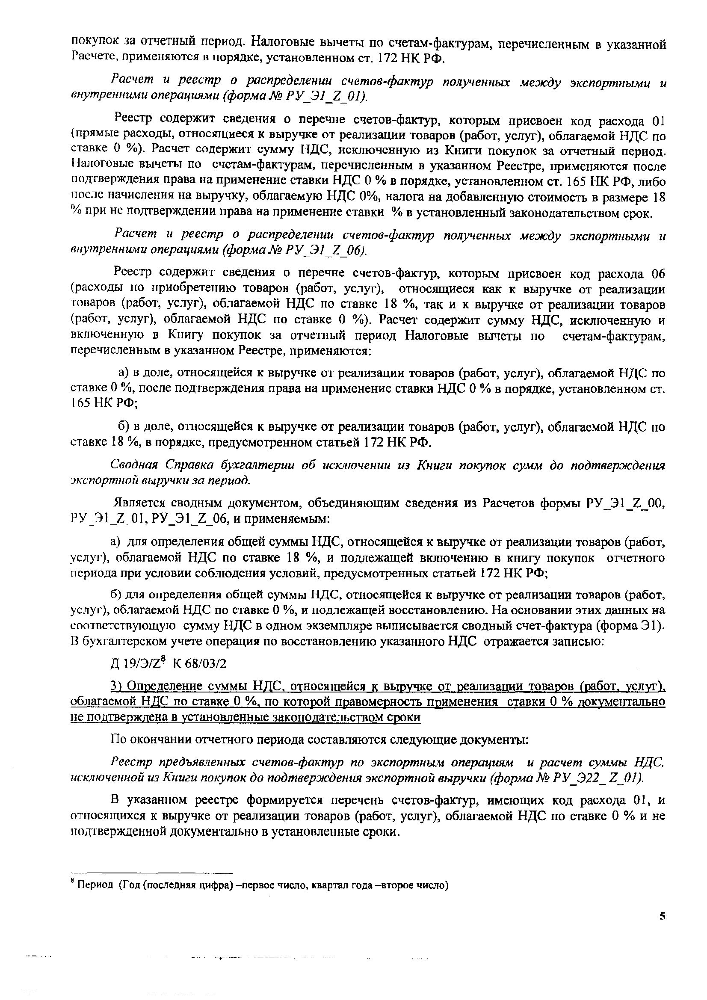 покупок за отчетный период. Налоговые вычеты по счетам-фактурам, перечисленным в указанной
Расчете, применяются в порядке, установленном ст. 172 НК РФ.
Расчет и реестр о распределении счетов-фактур полученных между экспортными и
внутренними операциями (форма № РУ_Э1_Z_01).
Реестр содержит сведения о перечне счетов-фактур, которым присвоен код расхода 01
(прямые расходы, относящиеся к выручке от реализации товаров (работ, услуг), облагаемой НДС по
ставке 0 %). Расчет содержит сумму НДС, исключенную из Книги покупок за отчетный период.
Налоговые вычеты по счетам-фактурам, перечисленным в указанном Реестре, применяются после
подтверждения права на применение ставки НДС 0 % в порядке, установленном ст. 165 НК РФ, либо
после начисления на выручку, облагаемую НДС 0%, налога на добавленную стоимость в размере 18
% при не подтверждении права на применение ставки % в установленный законодательством срок.
Расчет и реестр о распределении счетов-фактур полученных между экспортными и
внутренними операциями (форма № РУ_Э1_Z_06).
Реестр содержит сведения о перечне счетов-фактур, которым присвоен код расхода 06
(расходы по приобретению товаров (работ, услуг), относящиеся как к выручке от реализации
товаров (работ, услуг), облагаемой НДС по ставке 18 %, так и к выручке от реализации товаров
(работ, услуг), облагаемой НДС по ставке 0 %). Расчет содержит сумму НДС, исключенную и
включенную в Книгу покупок за отчетный период Налоговые вычеты по счетам-фактурам,
перечисленным в указанном Реестре, применяются:
а) в доле, относящейся к выручке от реализации товаров (работ, услуг), облагаемой НДС по
ставке 0 %, после подтверждения права на применение ставки НДС 0 % в порядке, установленном ст.
165 НК РФ;
б) в доле, относящейся к выручке от реализации товаров (работ, услуг), облагаемой НДС по
ставке 18 %, в порядке, предусмотренном статьей 172 НК РФ.
Сводная Справка бухгалтерии об исключении из Книги покупок сумм до подтверждения
экспортной выручки за период.
Является сводным документом, объединяющим сведения из Расчетов формы РУ_Э1_Z_00,
РУ_Э1_Z_01, РУ_Э1_Z_06, и применяемым:
а) для определения общей суммы НДС, относящейся к выручке от реализации товаров (работ,
услуг), облагаемой НДС по ставке 18 %, и подлежащей включению в книгу покупок отчетного
периода при условии соблюдения условий, предусмотренных статьей 172 НК РФ;
б) для определения общей суммы НДС, относящейся к выручке от реализации товаров (работ,
услуг), облагаемой НДС по ставке 0 %, и подлежащей восстановлению. На основании этих данных на
соответствующую сумму НДС в одном экземпляре выписывается сводный счет-фактура (форма Э1).
В бухгалтерском учете операция по восстановлению указанного НДС отражается записью:
Д 19/Э/Z⁸ К 68/03/2
3) Определение суммы НДС, относящейся к выручке от реализации товаров (работ, услуг),
облагаемой НДС по ставке 0 %, по которой правомерность применения ставки 0 % документально
не подтверждена в установленные законодательством сроки
По окончании отчетного периода составляются следующие документы:
Реестр предъявленных счетов-фактур по экспортным операциям и расчет суммы НДС,
исключенной из Книги покупок до подтверждения экспортной выручки (форма № РУ_Э22_ Z_01).
В указанном реестре формируется перечень счетов-фактур, имеющих код расхода 01, и
относящихся к выручке от реализации товаров (работ, услуг), облагаемой НДС по ставке 0 % и не
подтвержденной документально в установленные сроки.
⁸ Период (Год (последняя цифра) –первое число, квартал года –второе число)
5